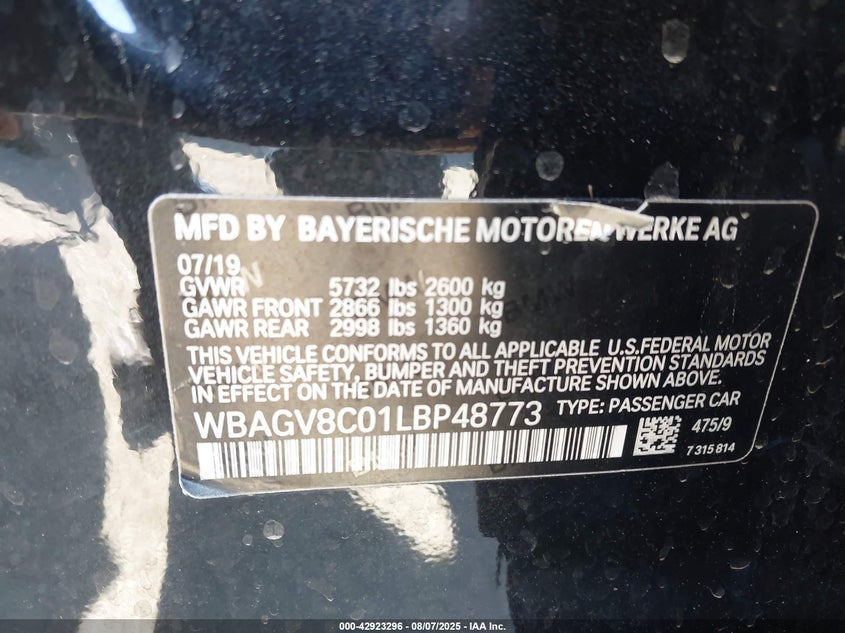 MFD BY BAYERISCHE MOTOREN WERKE AG
07/19
GVWR 5732 lbs 2600 kg
GAWR FRONT 2866 lbs 1300 kg
GAWR REAR 2998 lbs 1360 kg
THIS VEHICLE CONFORMS TO ALL APPLICABLE U.S.FEDERAL MOTOR
VEHICLE SAFETY, BUMPER AND THEFT PREVENTION STANDARDS
IN EFFECT ON THE DATE OF MANUFACTURE SHOWN ABOVE.
WBAGV8C01LBP48773 TYPE: PASSENGER CAR
475/9
7 315 814
000-42923296 - 08/07/2025 - IAA Inc.